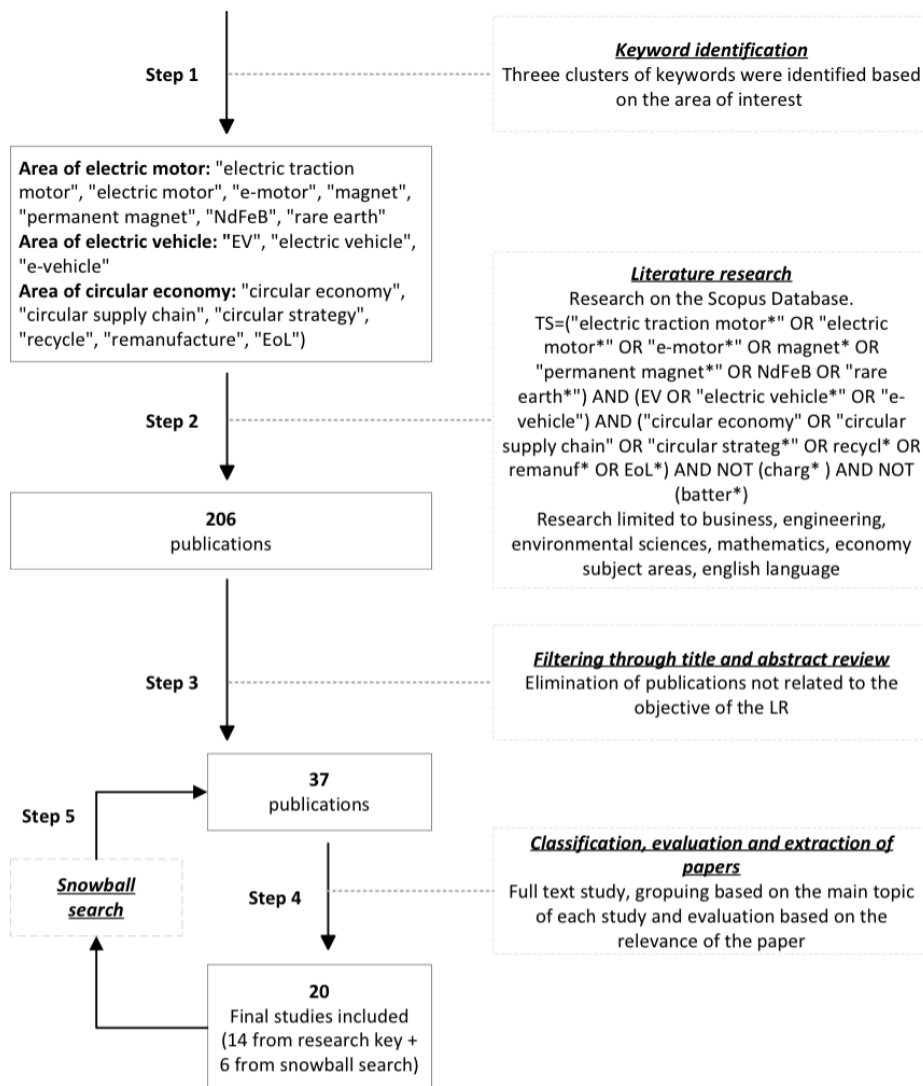 Step 1
Keyword identification
Threee clusters of keywords were identified based
on the area of interest
Area of electric motor: "electric traction
motor", "electric motor", "e-motor", "magnet",
"permanent magnet", "NdFeB", "rare earth"
Area of electric vehicle: "EV", "electric vehicle",
"e-vehicle"
Area of circular economy: "circular economy",
"circular supply chain", "circular strategy",
"recycle", "remanufacture", "EoL")
Step 2
Literature research
Research on the Scopus Database.
TS=("electric traction motor*" OR "electric
motor*" OR "e-motor*" OR magnet* OR
"permanent magnet*" OR NdFeB OR "rare
earth*") AND (EV OR "electric vehicle*" OR "e-
vehicle") AND ("circular economy" OR "circular
supply chain" OR "circular strateg*" OR recycl* OR
remanuf* OR EoL*) AND NOT (charg* ) AND NOT
(batter*)
Research limited to business, engineering,
environmental sciences, mathematics, economy
subject areas, english language
206
publications
Step 3
Filtering through title and abstract review
Elimination of publications not related to the
objective of the LR
37
publications
Step 4
Classification, evaluation and extraction of
papers
Full text study, gropuing based on the main topic
of each study and evaluation based on the
relevance of the paper
20
Final studies included
(14 from research key +
6 from snowball search)
Step 5
Snowball
search